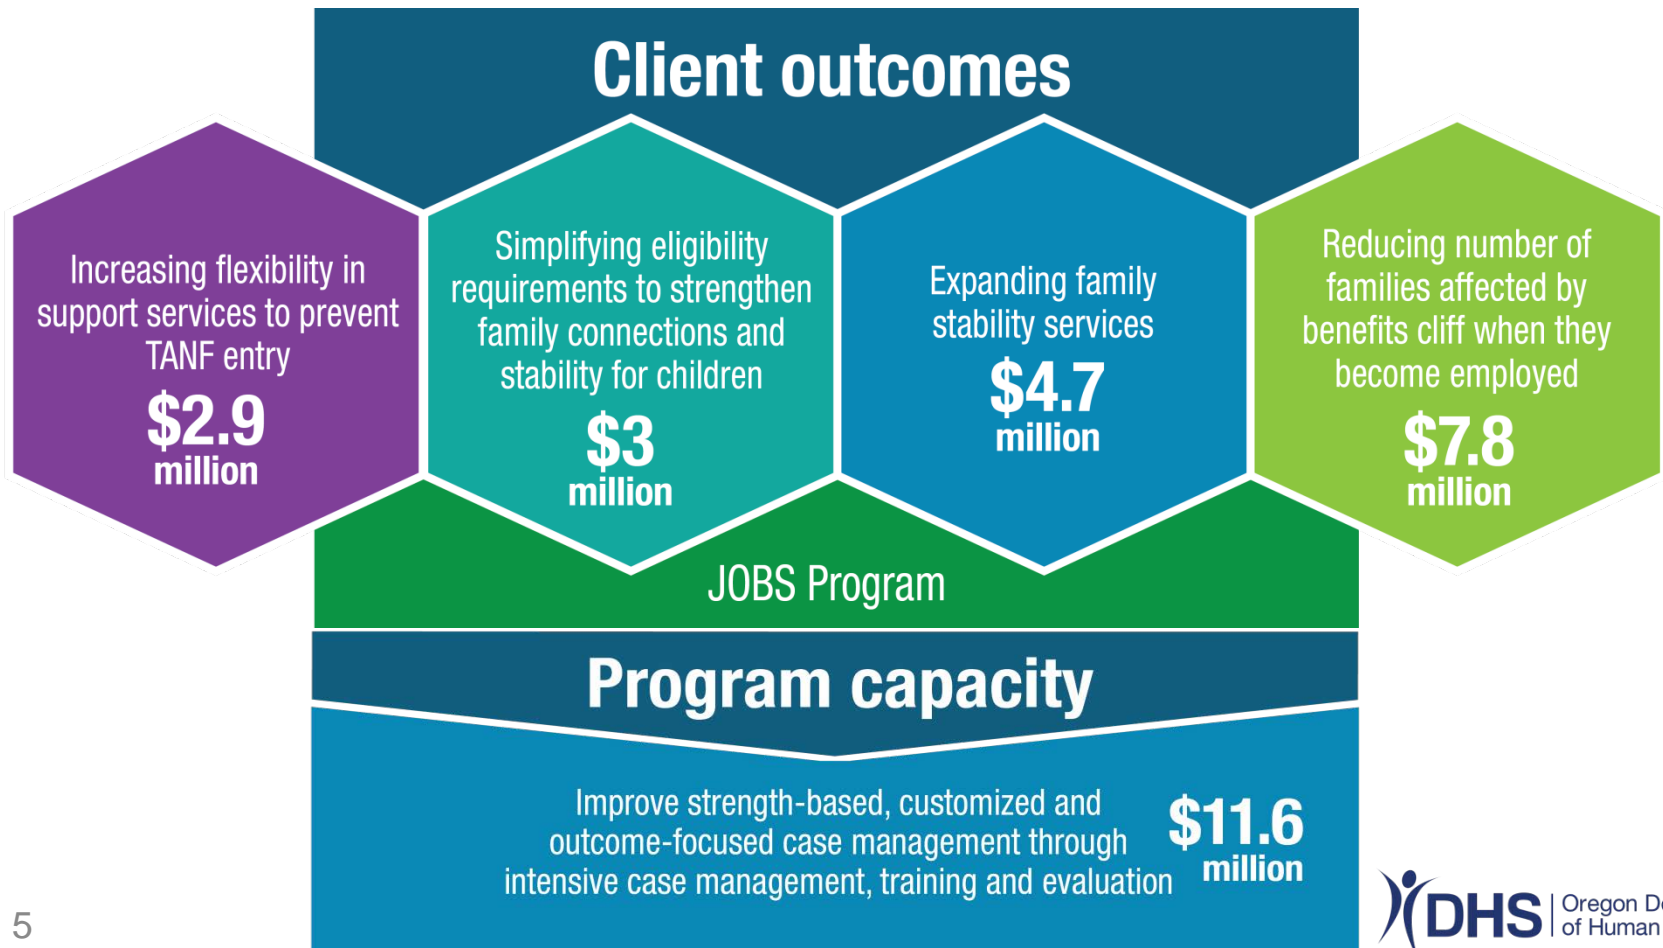 Client outcomes
Increasing flexibility in
support services to prevent
TANF entry
$2.9
million
Simplifying eligibility
requirements to strengthen
family connections and
stability for children
$3
million
Expanding family
stability services
$4.7
million
Reducing number of
families affected by
benefits cliff when they
become employed
$7.8
million
JOBS Program
Program capacity
Improve strength-based, customized and
outcome-focused case management through
intensive case management, training and evaluation
$11.6
million
5
DHS
Oregon D
of Human